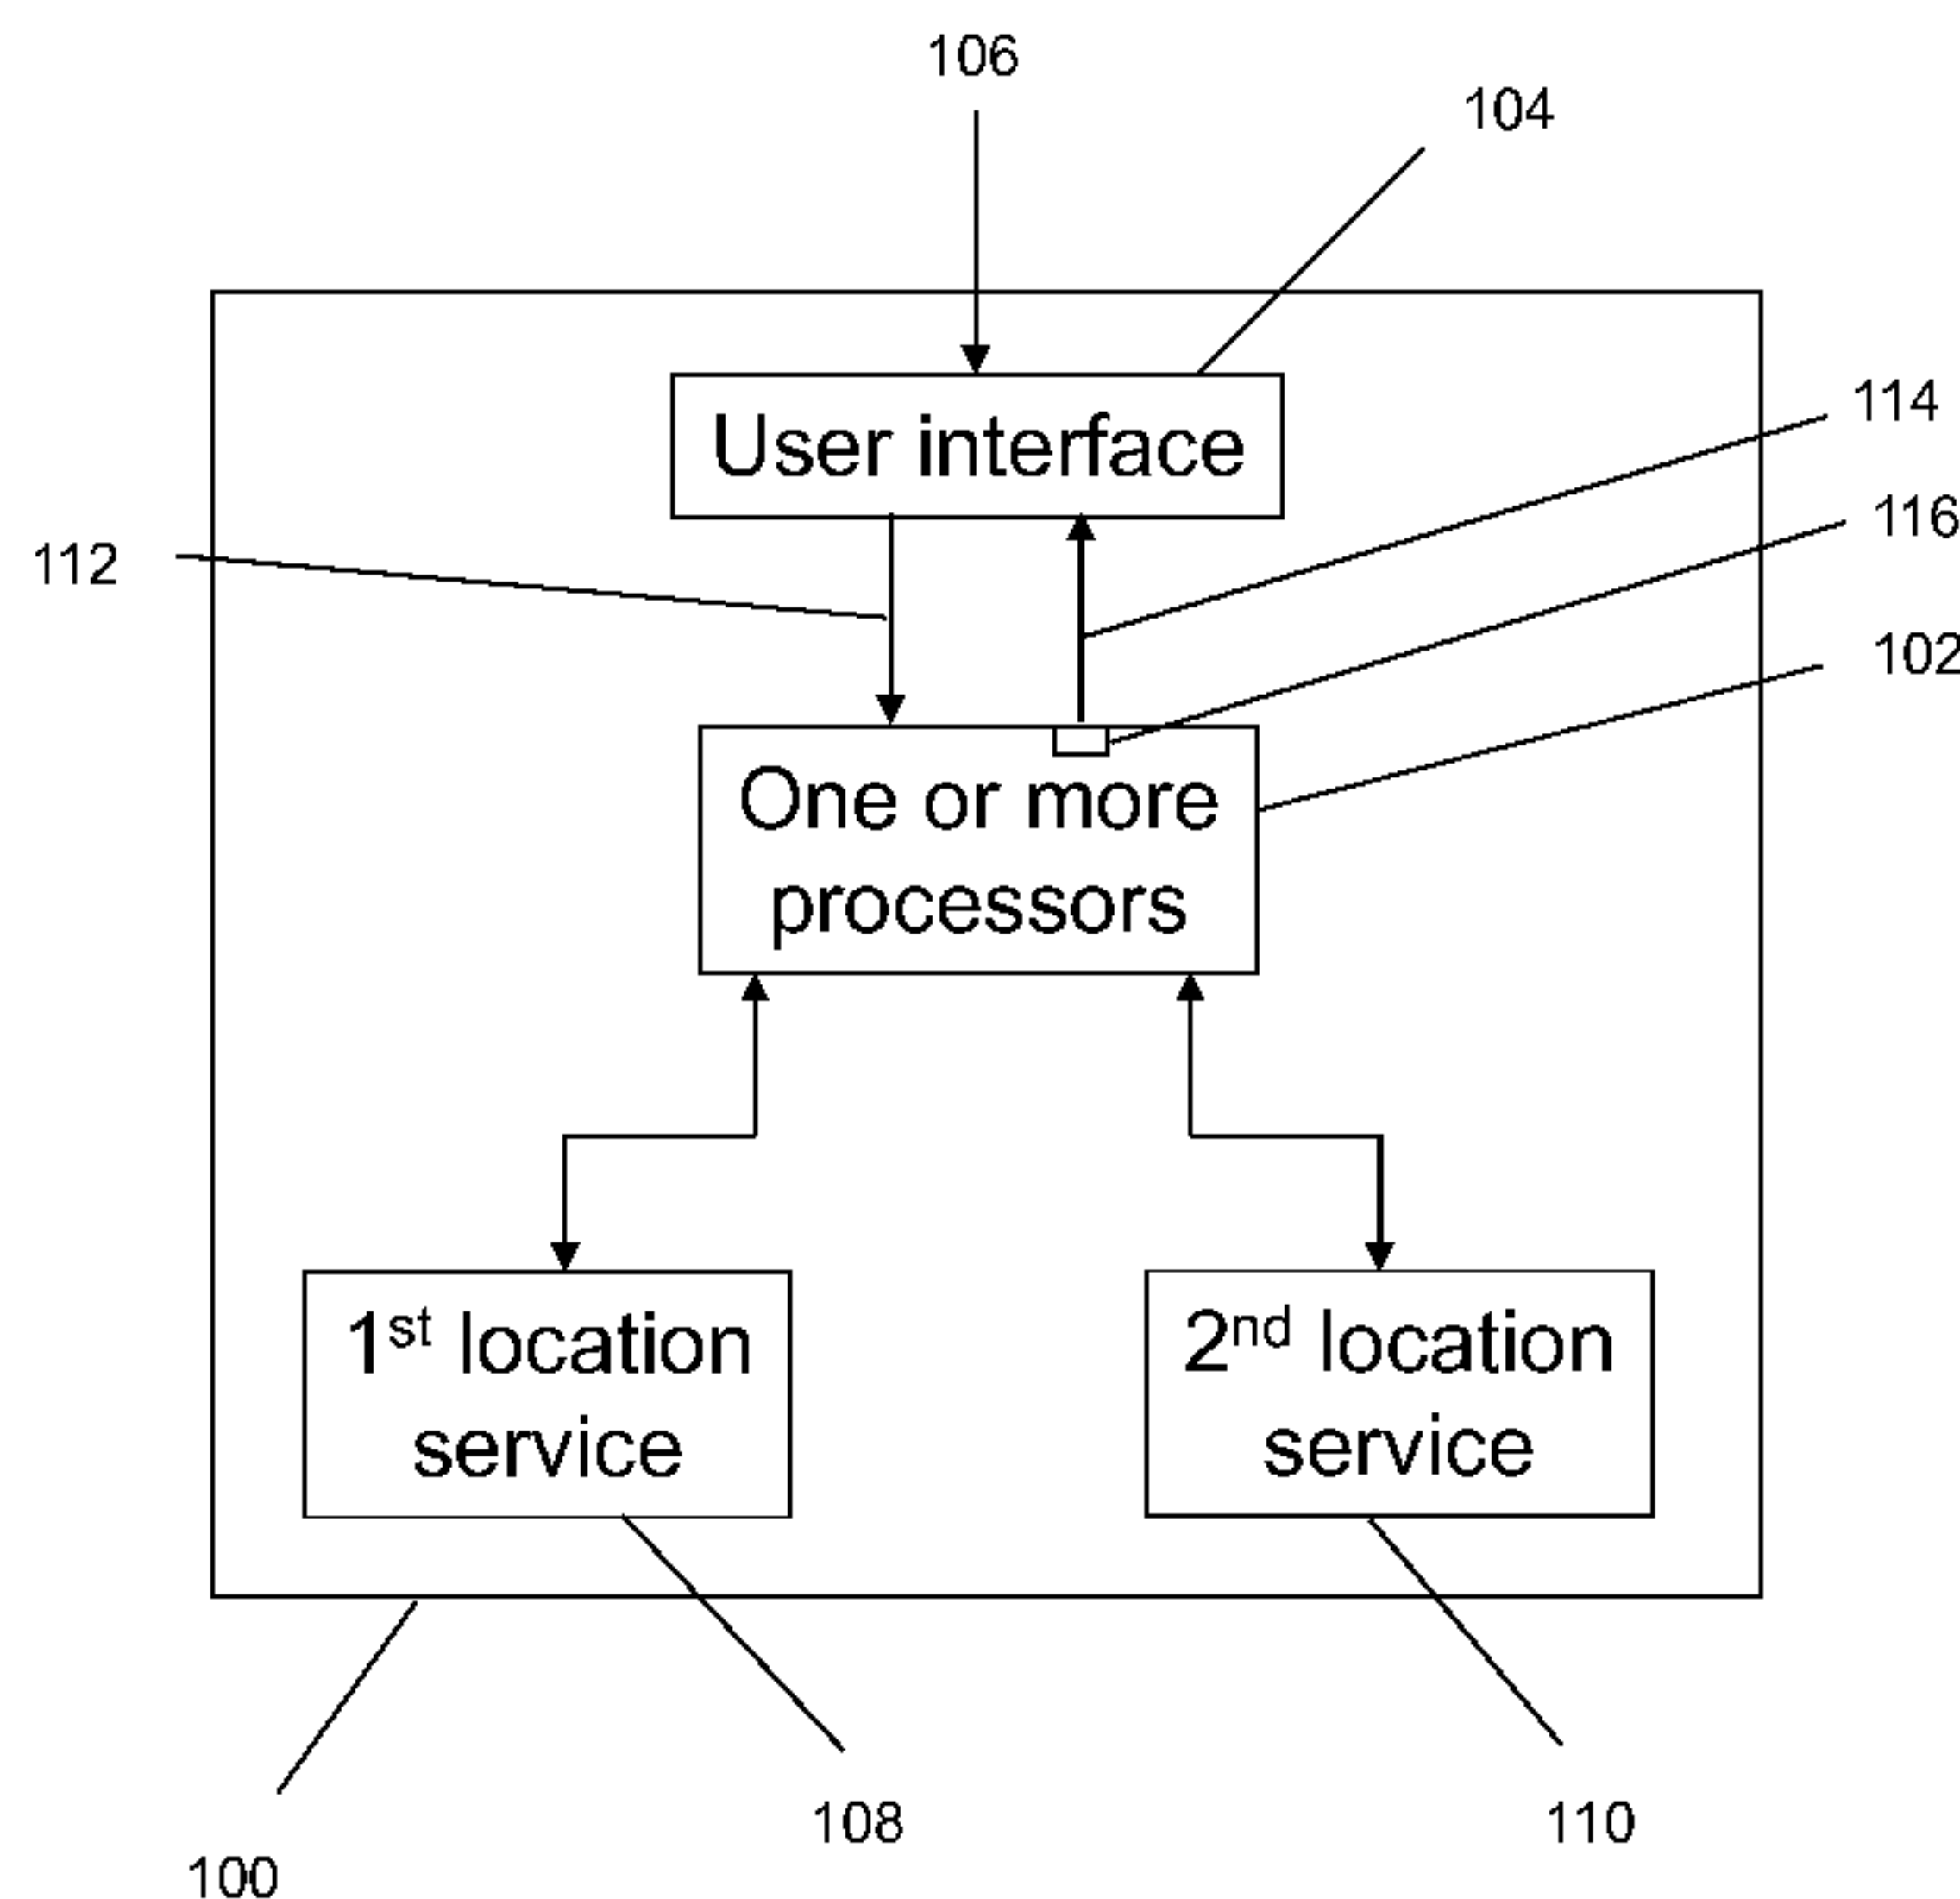 106
104
User interface
114
116
112
102
One or more
processors
1st location
service
2nd location
service
108
110
100